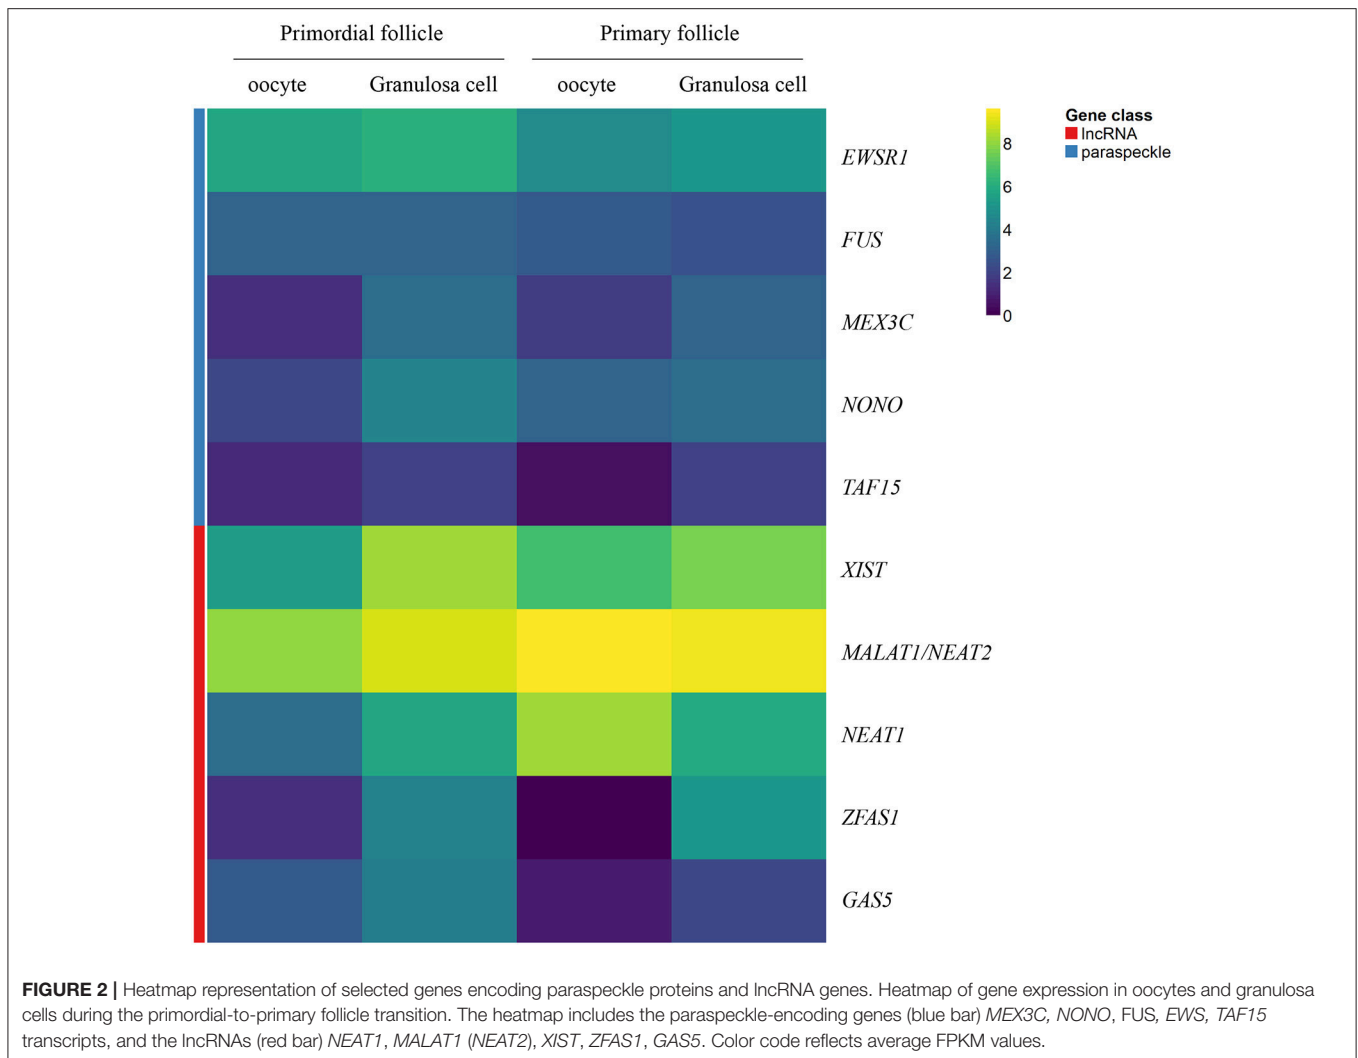 Primordial follicle
Primary follicle
oocyte
Granulosa cell
oocyte
Granulosa cell
EWSR1
FUS
MEX3C
NONO
TAF15
XIST
MALAT1/NEAT2
NEAT1
ZFAS1
GAS5
8
6
4
2
0
Gene class
lncRNA
paraspeckle
FIGURE 2 | Heatmap representation of selected genes encoding paraspeckle proteins and lncRNA genes. Heatmap of gene expression in oocytes and granulosa
cells during the primordial-to-primary follicle transition. The heatmap includes the paraspeckle-encoding genes (blue bar) MEX3C, NONO, FUS, EWS, TAF15
transcripts, and the lncRNAs (red bar) NEAT1, MALAT1 (NEAT2), XIST, ZFAS1, GAS5. Color code reflects average FPKM values.